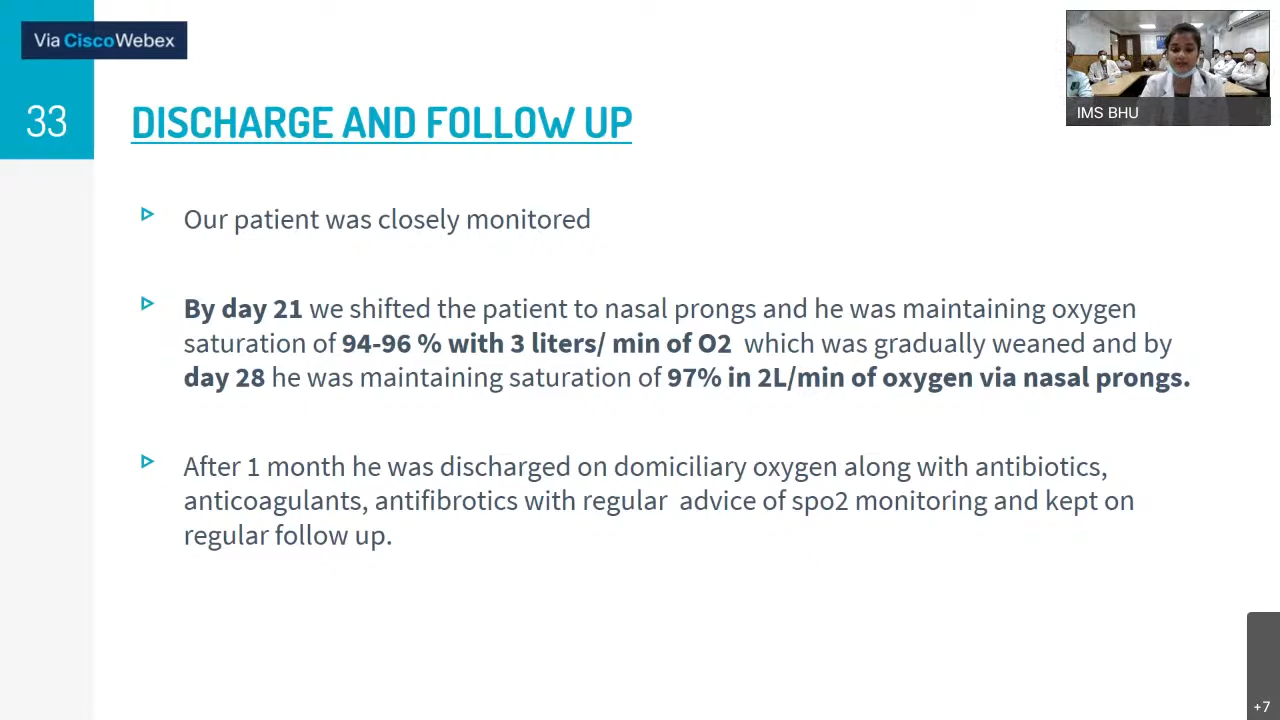 Via CiscoWebex
33
DISCHARGE AND FOLLOW UP
IMS BHU
Our patient was closely monitored
By day 21 we shifted the patient to nasal prongs and he was maintaining oxygen
saturation of 94-96 % with 3 liters/ min of O2 which was gradually weaned and by
day 28 he was maintaining saturation of 97% in 2L/min of oxygen via nasal prongs.
After 1 month he was discharged on domiciliary oxygen along with antibiotics,
anticoagulants, antifibrotics with regular advice of spo2 monitoring and kept on
regular follow up.
+7